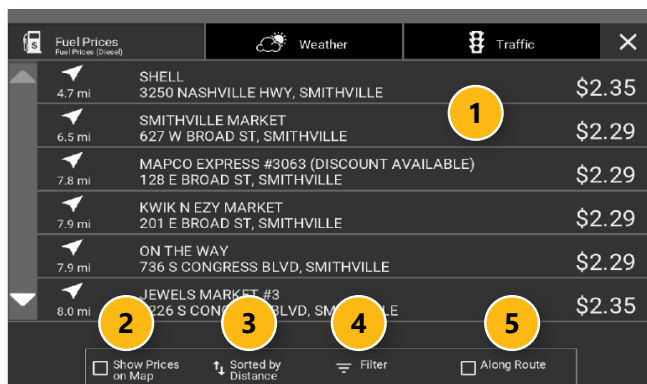 Fuel Prices
Fuel Prices (Diesel)
Weather
Traffic
SHELL
4.7 mi 3250 NASHVILLE HWY, SMITHVILLE $2.35
1
SMITHVILLE MARKET
6.5 mi 627 W BROAD ST, SMITHVILLE $2.29
MAPCO EXPRESS #3063 (DISCOUNT AVAILABLE)
7.8 mi 128 E BROAD ST, SMITHVILLE $2.29
KWIK N EZY MARKET
7.9 mi 201 E BROAD ST, SMITHVILLE $2.29
ON THE WAY
7.9 mi 736 S CONGRESS BLVD, SMITHVILLE $2.29
JEWELS MARKET #3
8.0 mi 226 S BLVD, $2.35
2 3 4 5
Show Prices
on Map
Sorted by
Distance
Filter
Along Route